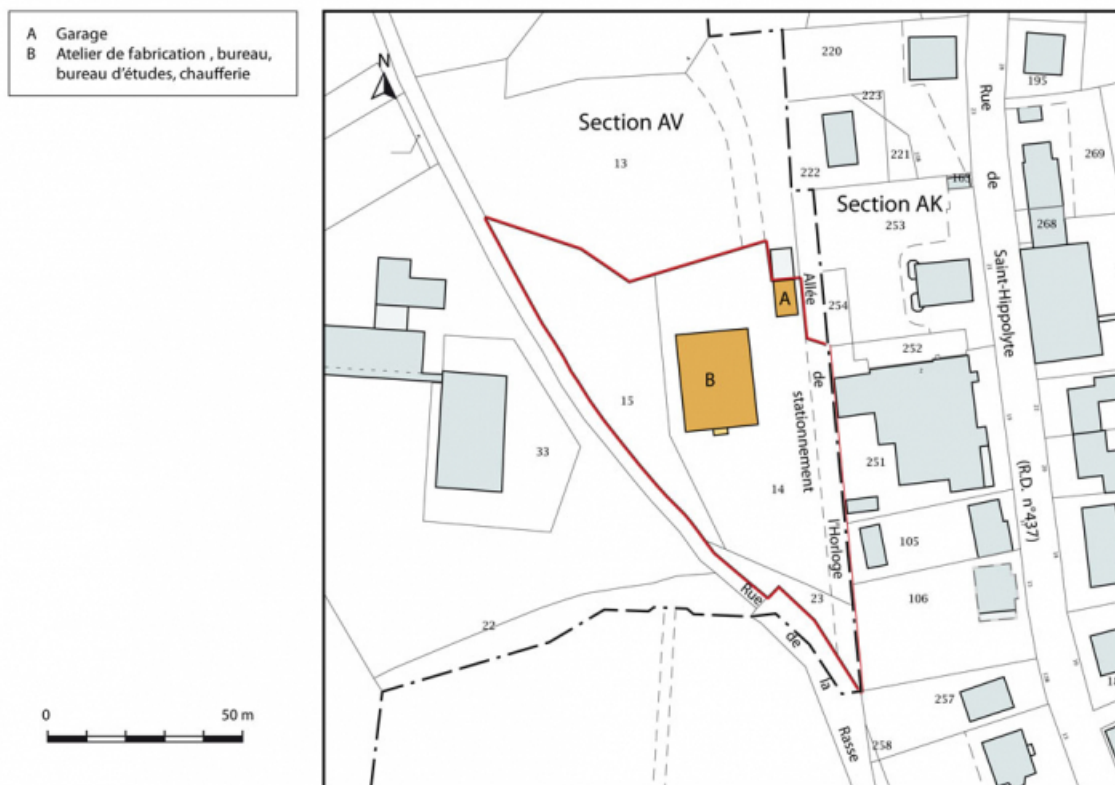 A Garage
B Atelier de fabrication , bureau,
bureau d'études, chaufferie
N
0 50 m
Section AV
Section AK
220
223
221
222
195
269
13
163
253
268
Rue de Saint-Hippolyte (R.D. n°437)
A
254
252
B
15
33
14
251
Allée de l'Horloge
stationnement
105
106
23
22
Rue de la Rasse
257
258